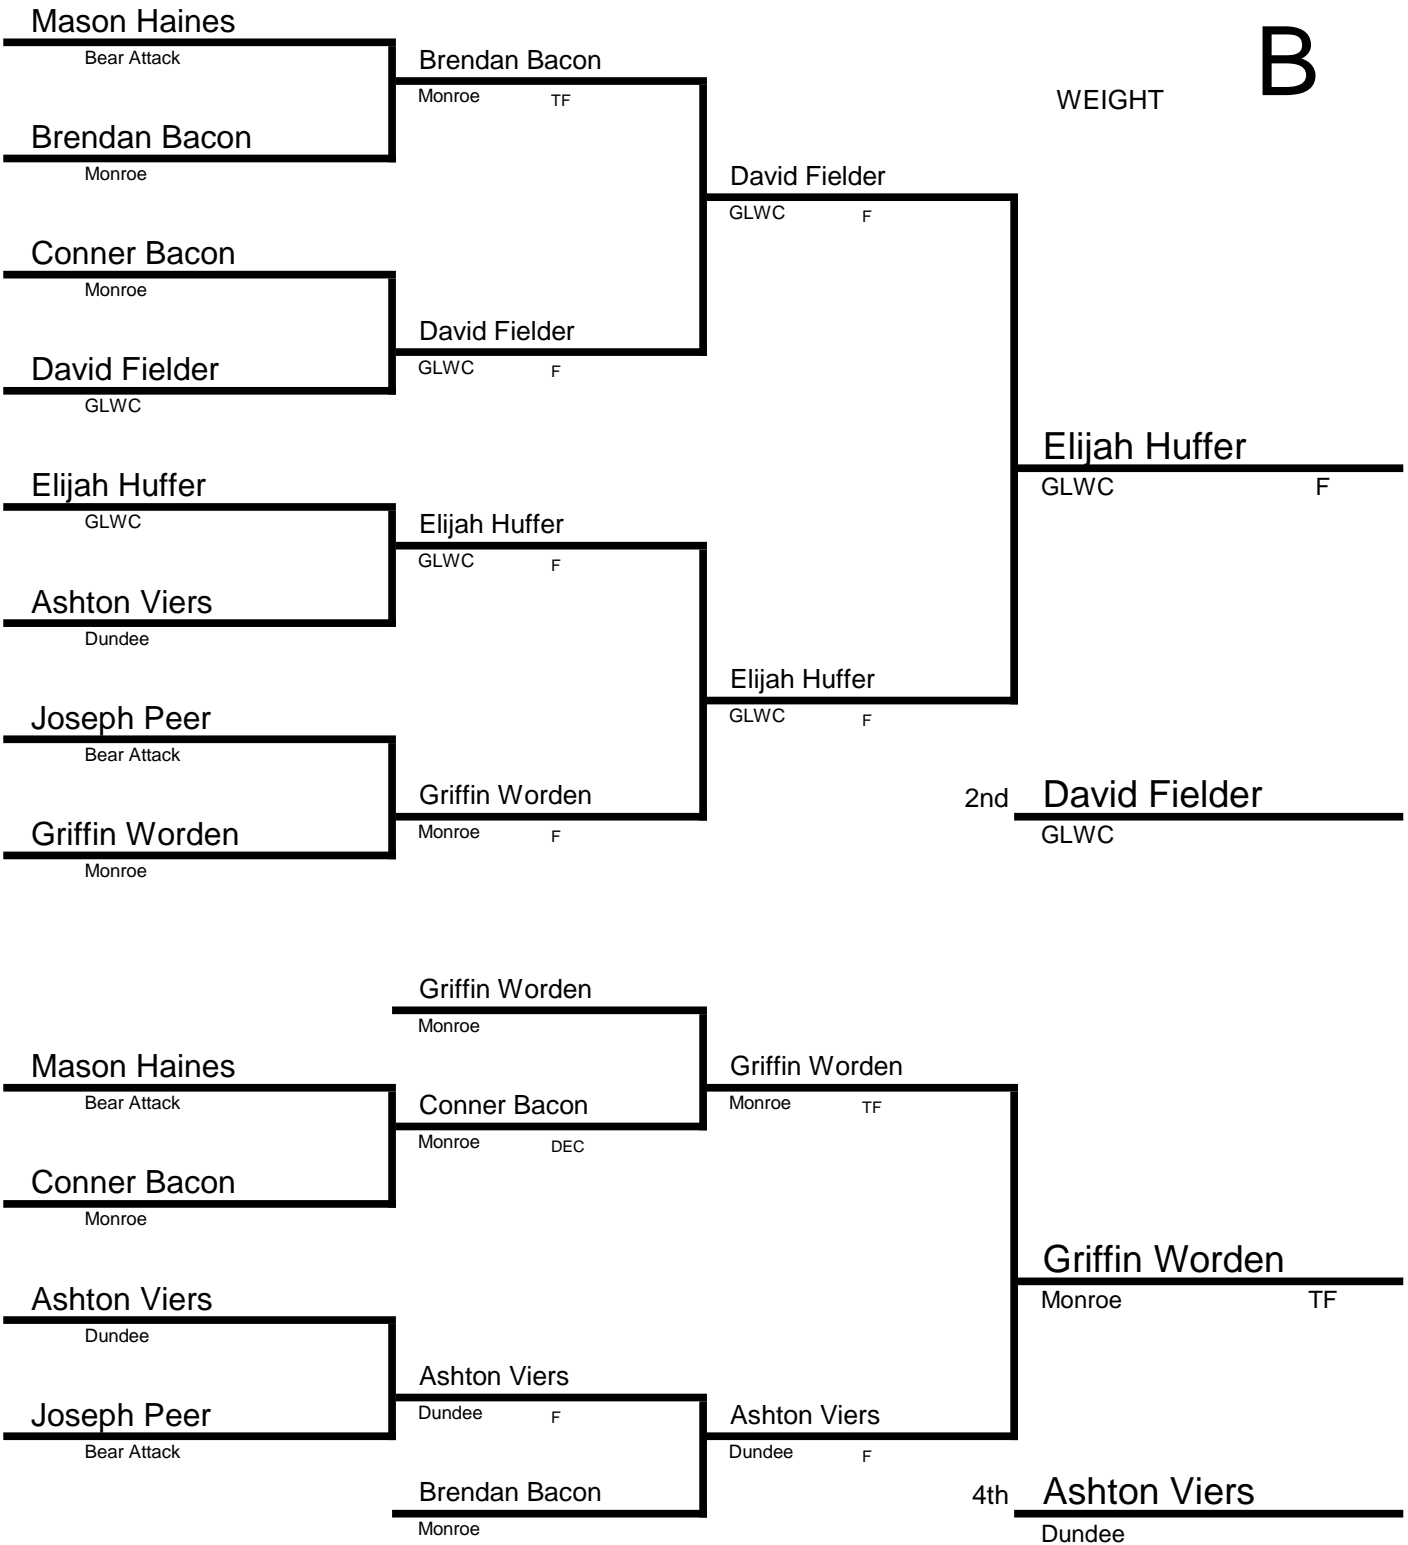 Mason Haines
Bear Attack
Brendan Bacon
Monroe TF
B
WEIGHT
Brendan Bacon
Monroe
David Fielder
GLWC F
Conner Bacon
Monroe
David Fielder
GLWC F
David Fielder
GLWC
Elijah Huffer
GLWC F
Elijah Huffer
GLWC
Elijah Huffer
GLWC F
Ashton Viers
Dundee
Elijah Huffer
GLWC F
Joseph Peer
Bear Attack
Griffin Worden
Monroe F
2nd David Fielder
GLWC
Griffin Worden
Monroe
Griffin Worden
Monroe
Mason Haines
Bear Attack
Griffin Worden
Monroe TF
Conner Bacon
Monroe DEC
Conner Bacon
Monroe
Griffin Worden
Monroe TF
Ashton Viers
Dundee
Ashton Viers
Dundee F
Joseph Peer
Bear Attack
Ashton Viers
Dundee F
Brendan Bacon
Monroe
4th Ashton Viers
Dundee